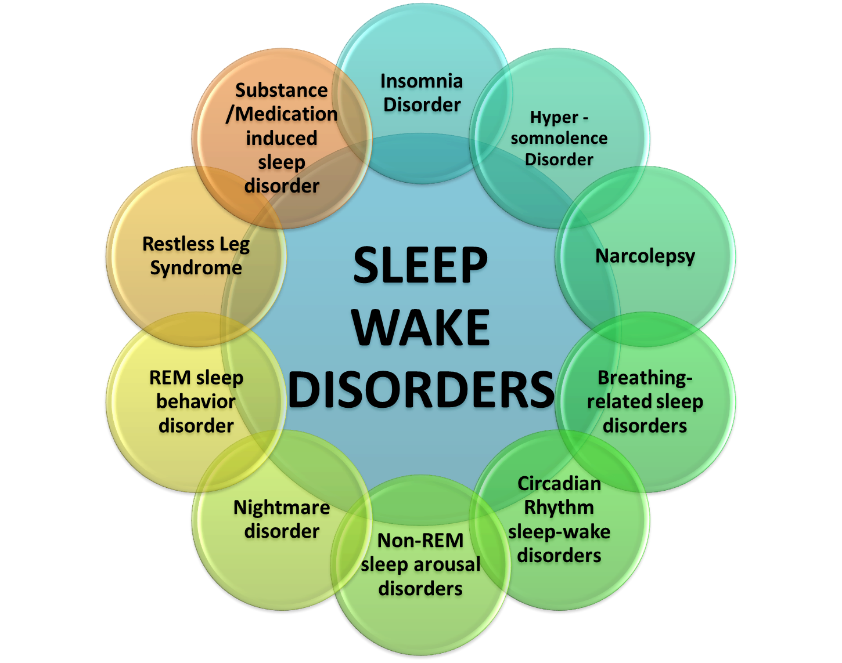 SLEEP
WAKE
DISORDERS
Insomnia
Disorder
Hyper -
somnolence
Disorder
Narcolepsy
Breathing-
related sleep
disorders
Circadian
Rhythm
sleep-wake
disorders
Non-REM
sleep arousal
disorders
Nightmare
disorder
REM sleep
behavior
disorder
Restless Leg
Syndrome
Substance
/Medication
induced
sleep
disorder